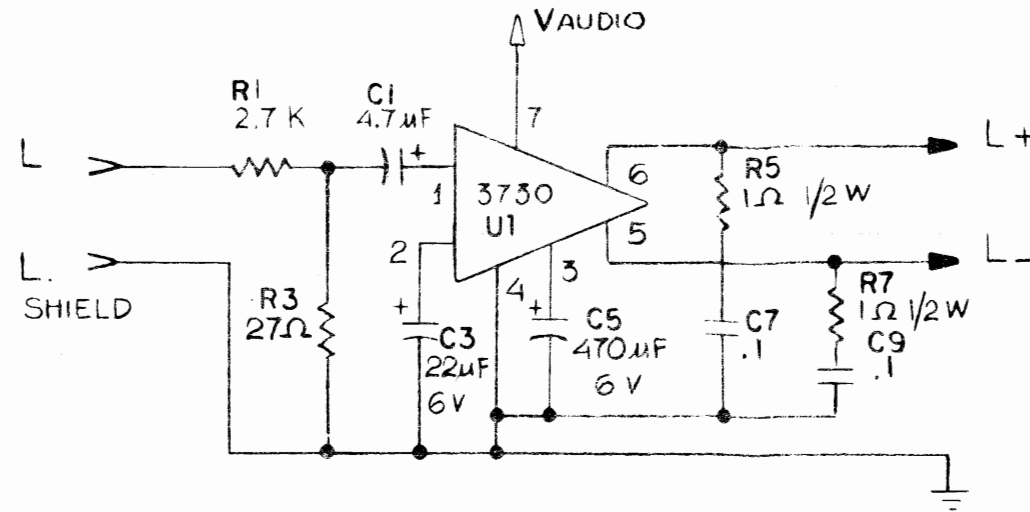 VAUDIO
R1
2.7 K
C1
4.7µF
+
7
L
1
3730
U1
6
R5
1Ω 1/2 W
L+
L.
SHIELD
2
5
L-
R3
27Ω
+
C3
22µF
6V
4
3
+
C5
470µF
6 V
C7
.1
R7
1Ω 1/2W
C9
.1